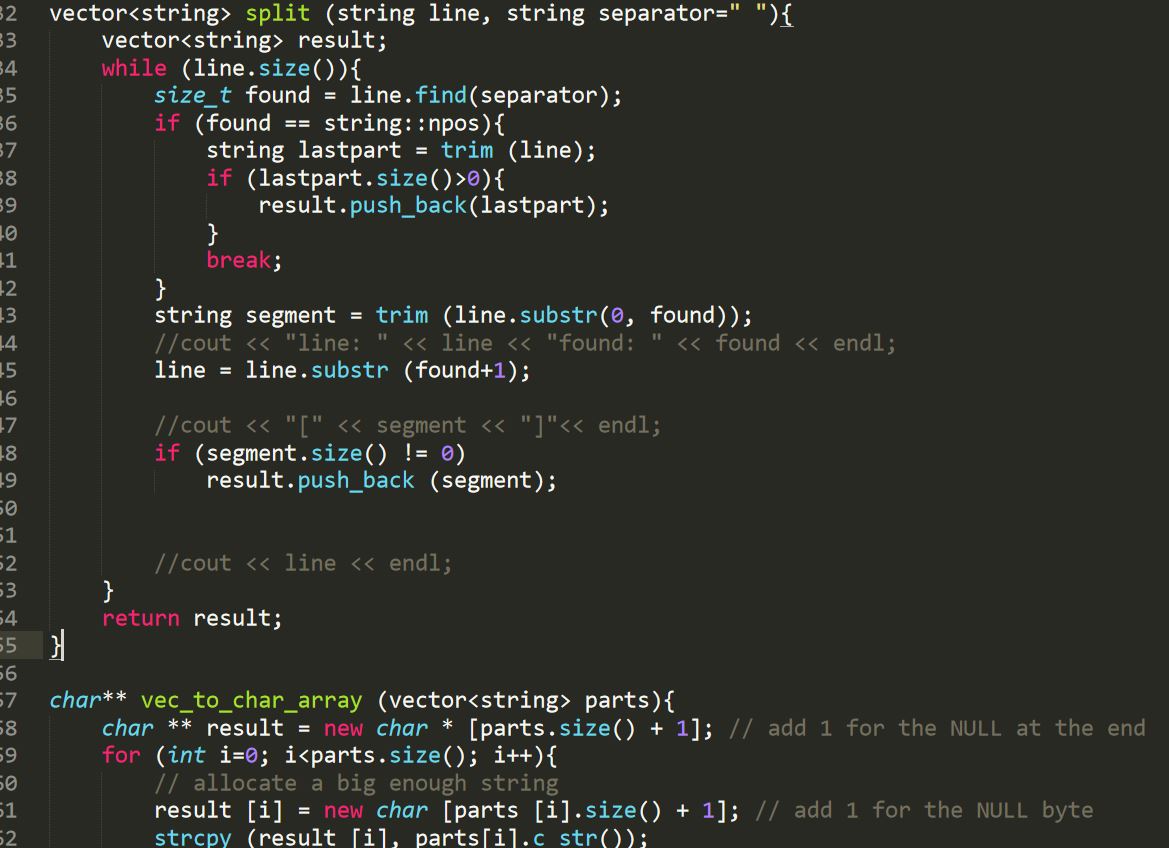 32 vector<string> split (string line, string separator=" "){
33     vector<string> result;
34     while (line.size()){
35         size_t found = line.find(separator);
36         if (found == string::npos){
37             string lastpart = trim (line);
38             if (lastpart.size()>0){
39                 result.push_back(lastpart);
40             }
41             break;
42         }
43         string segment = trim (line.substr(0, found));
44         //cout << "line: " << line << "found: " << found << endl;
45         line = line.substr (found+1);
46
47         //cout << "[" << segment << "]"<< endl;
48         if (segment.size() != 0)
49             result.push_back (segment);
50
51
52         //cout << line << endl;
53     }
54     return result;
55 }
56
57 char** vec_to_char_array (vector<string> parts){
58     char ** result = new char * [parts.size() + 1]; // add 1 for the NULL at the end
59     for (int i=0; i<parts.size(); i++){
60         // allocate a big enough string
61         result [i] = new char [parts [i].size() + 1]; // add 1 for the NULL byte
62         strcpy (result [i], parts[i].c_str());